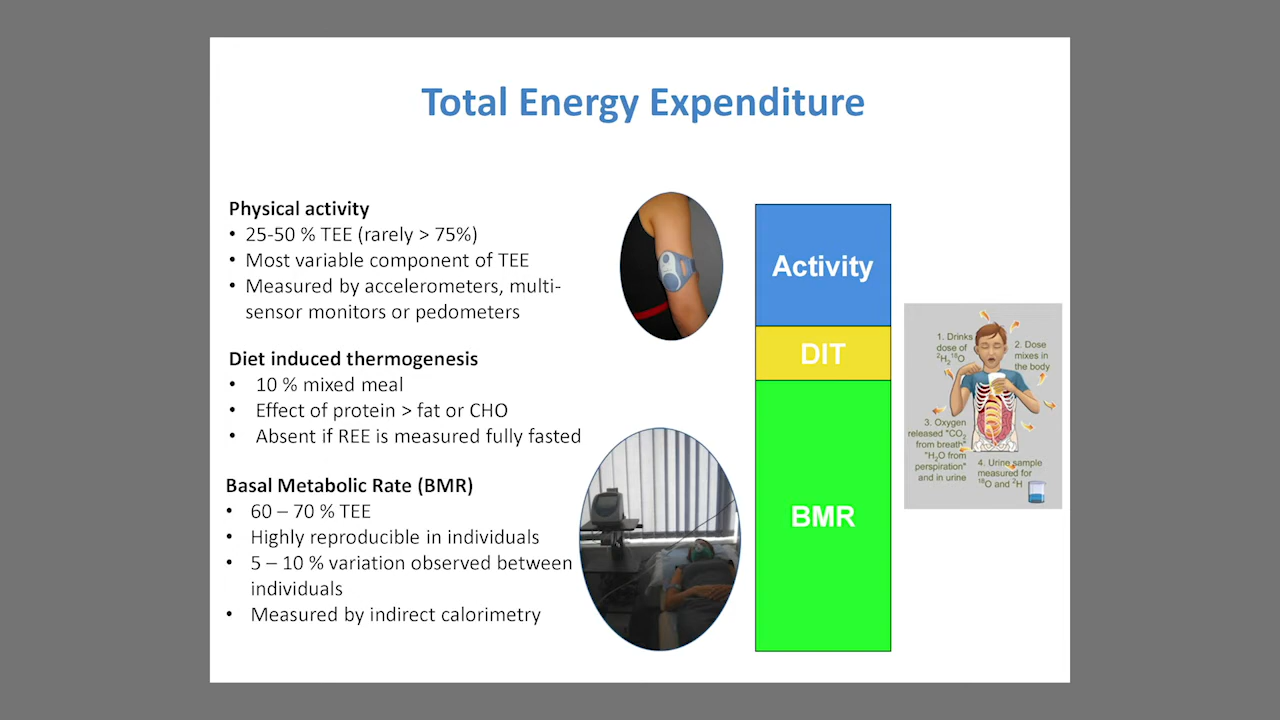 Total Energy Expenditure
Physical activity
• 25-50 % TEE (rarely > 75%)
• Most variable component of TEE
• Measured by accelerometers, multi-
sensor monitors or pedometers
Diet induced thermogenesis
• 10 % mixed meal
• Effect of protein > fat or CHO
• Absent if REE is measured fully fasted
Basal Metabolic Rate (BMR)
• 60 – 70 % TEE
• Highly reproducible in individuals
• 5 – 10 % variation observed between
individuals
• Measured by indirect calorimetry
Activity
DIT
BMR
1. Drinks
dose of
²H₂¹⁸O
2. Dose
mixes in
the body
3. Oxygen
released "CO₂
from breath"
"H₂O from
perspiration"
and in urine
4. Urine sample
measured for
¹⁸O and ²H